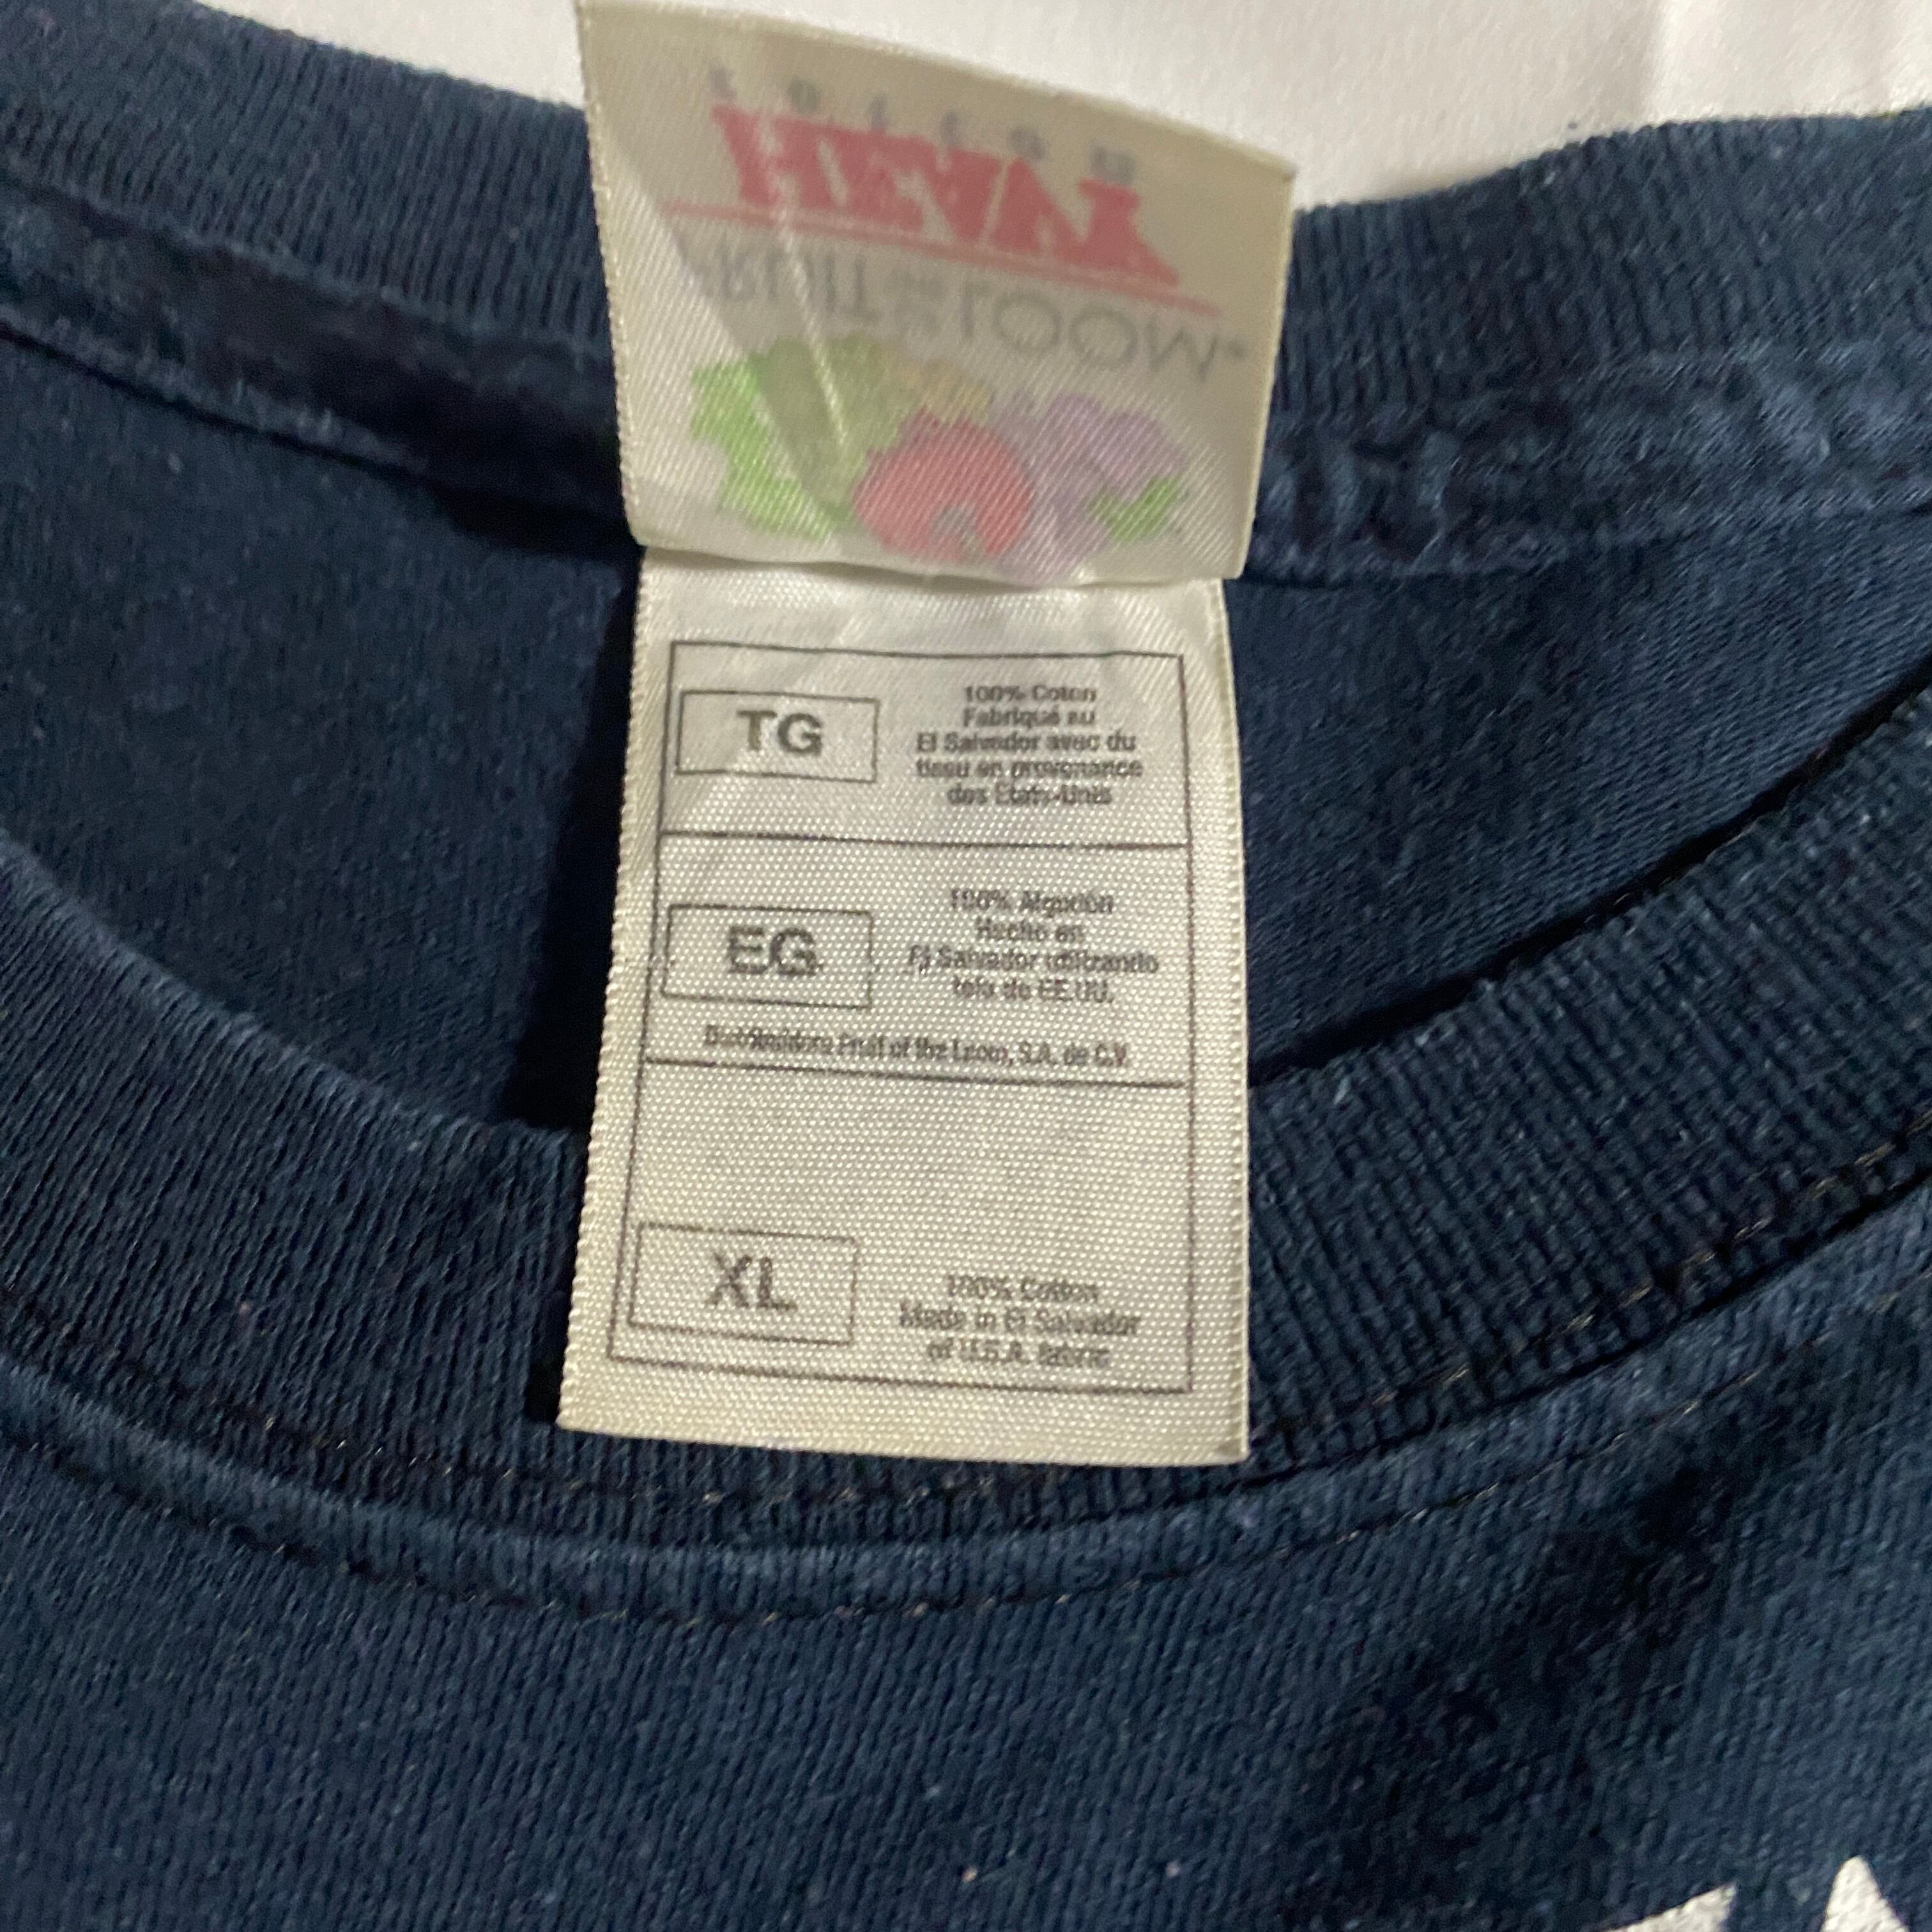 FRUIT OF THE LOOM®
HEAVY
cotton
TG
100% Coton
Fabriqué au
El Salvador avec du
tissu en provenance
des États-Unis
EG
100% Algodón
Hecho en
El Salvador utilizando
tela de EE.UU.
Distribuidora Fruit of the Loom, S.A. de C.V.
XL
100% Cotton
Made in El Salvador
of U.S.A. fabric